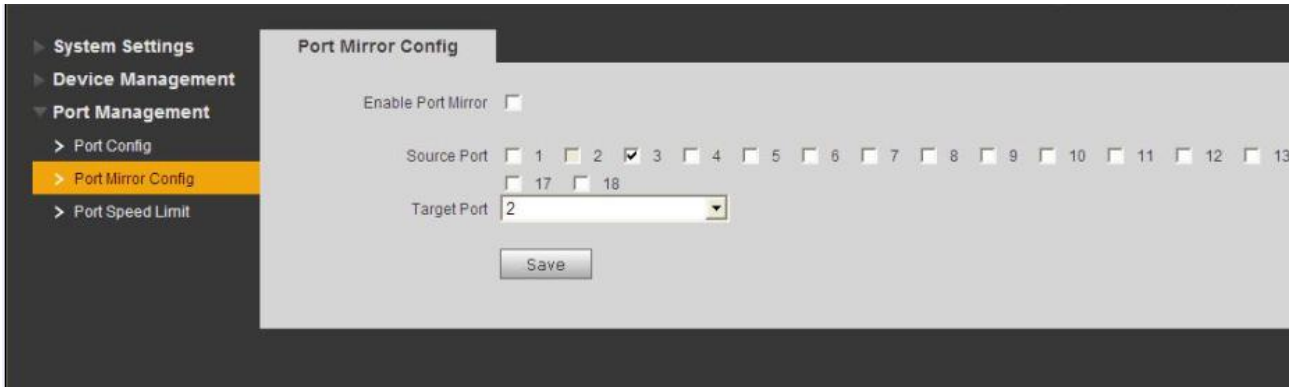 System Settings
Device Management
Port Management
Port Config
Port Mirror Config
Port Speed Limit
Port Mirror Config
Enable Port Mirror
Source Port 1 2 3 4 5 6 7 8 9 10 11 12 13
17 18
Target Port 2
Save